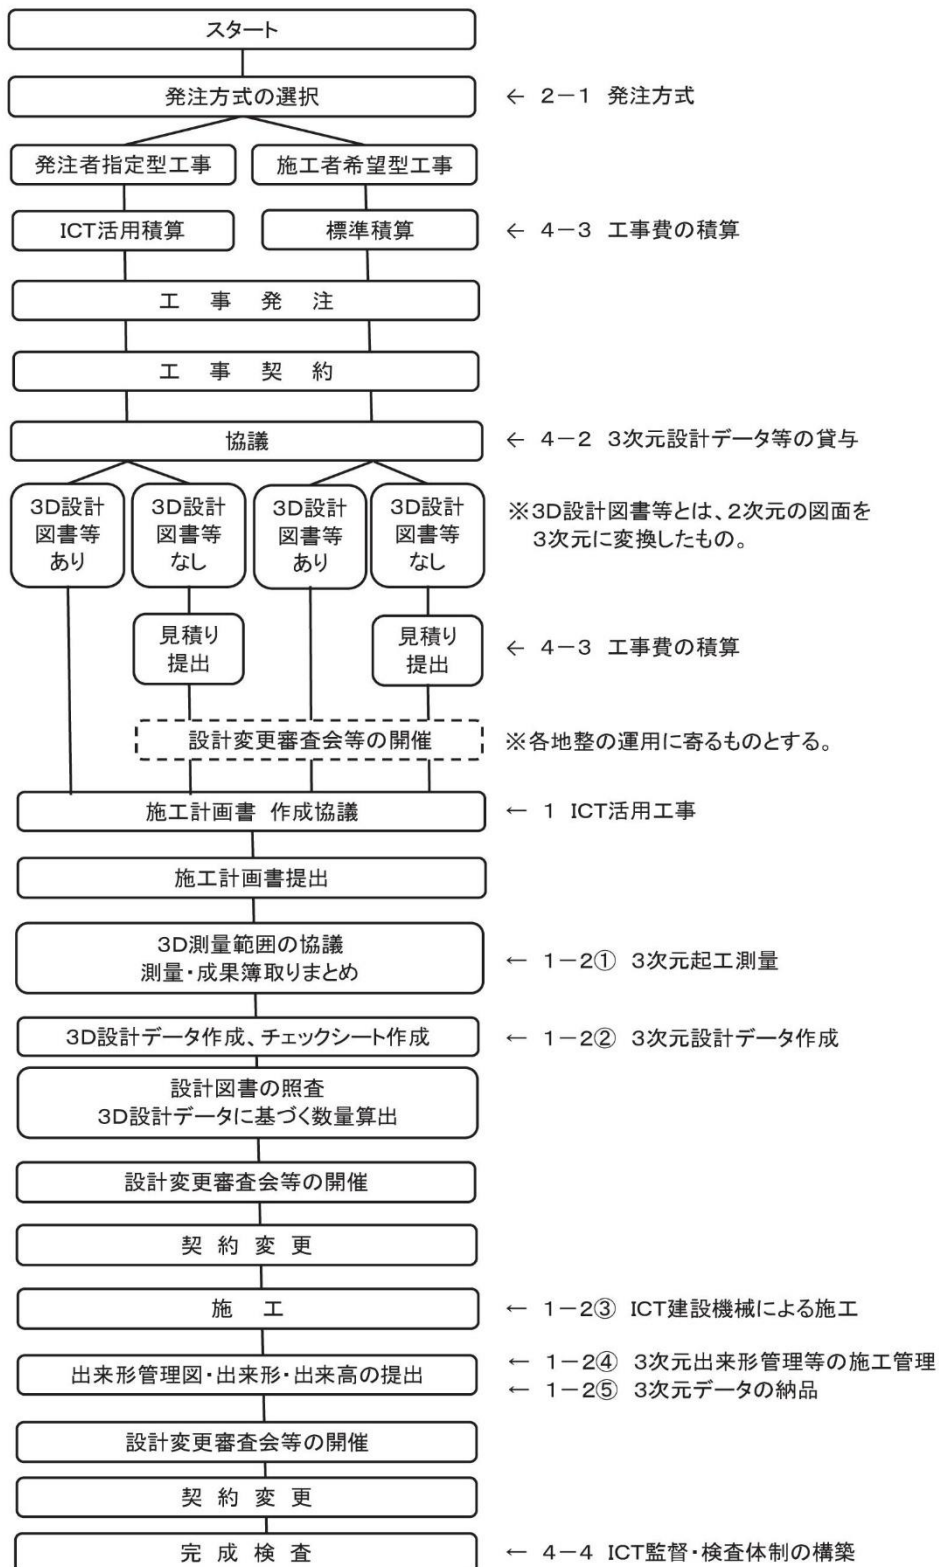 スタート
発注方式の選択
← 2-1 発注方式
発注者指定型工事
施工者希望型工事
ICT活用積算
標準積算
← 4-3 工事費の積算
工 事 発 注
工 事 契 約
協議
← 4-2 3次元設計データ等の貸与
3D設計
図書等
あり
3D設計
図書等
なし
3D設計
図書等
あり
3D設計
図書等
なし
※3D設計図書等とは、2次元の図面を
3次元に変換したもの。
見積り
提出
見積り
提出
← 4-3 工事費の積算
設計変更審査会等の開催
※各地整の運用に寄るものとする。
施工計画書 作成協議
← 1 ICT活用工事
施工計画書提出
3D測量範囲の協議
測量・成果簿取りまとめ
← 1-2① 3次元起工測量
3D設計データ作成、チェックシート作成
← 1-2② 3次元設計データ作成
設計図書の照査
3D設計データに基づく数量算出
設計変更審査会等の開催
契 約 変 更
施 工
← 1-2③ ICT建設機械による施工
出来形管理図・出来形・出来高の提出
← 1-2④ 3次元出来形管理等の施工管理
← 1-2⑤ 3次元データの納品
設計変更審査会等の開催
契 約 変 更
完 成 検 査
← 4-4 ICT監督・検査体制の構築